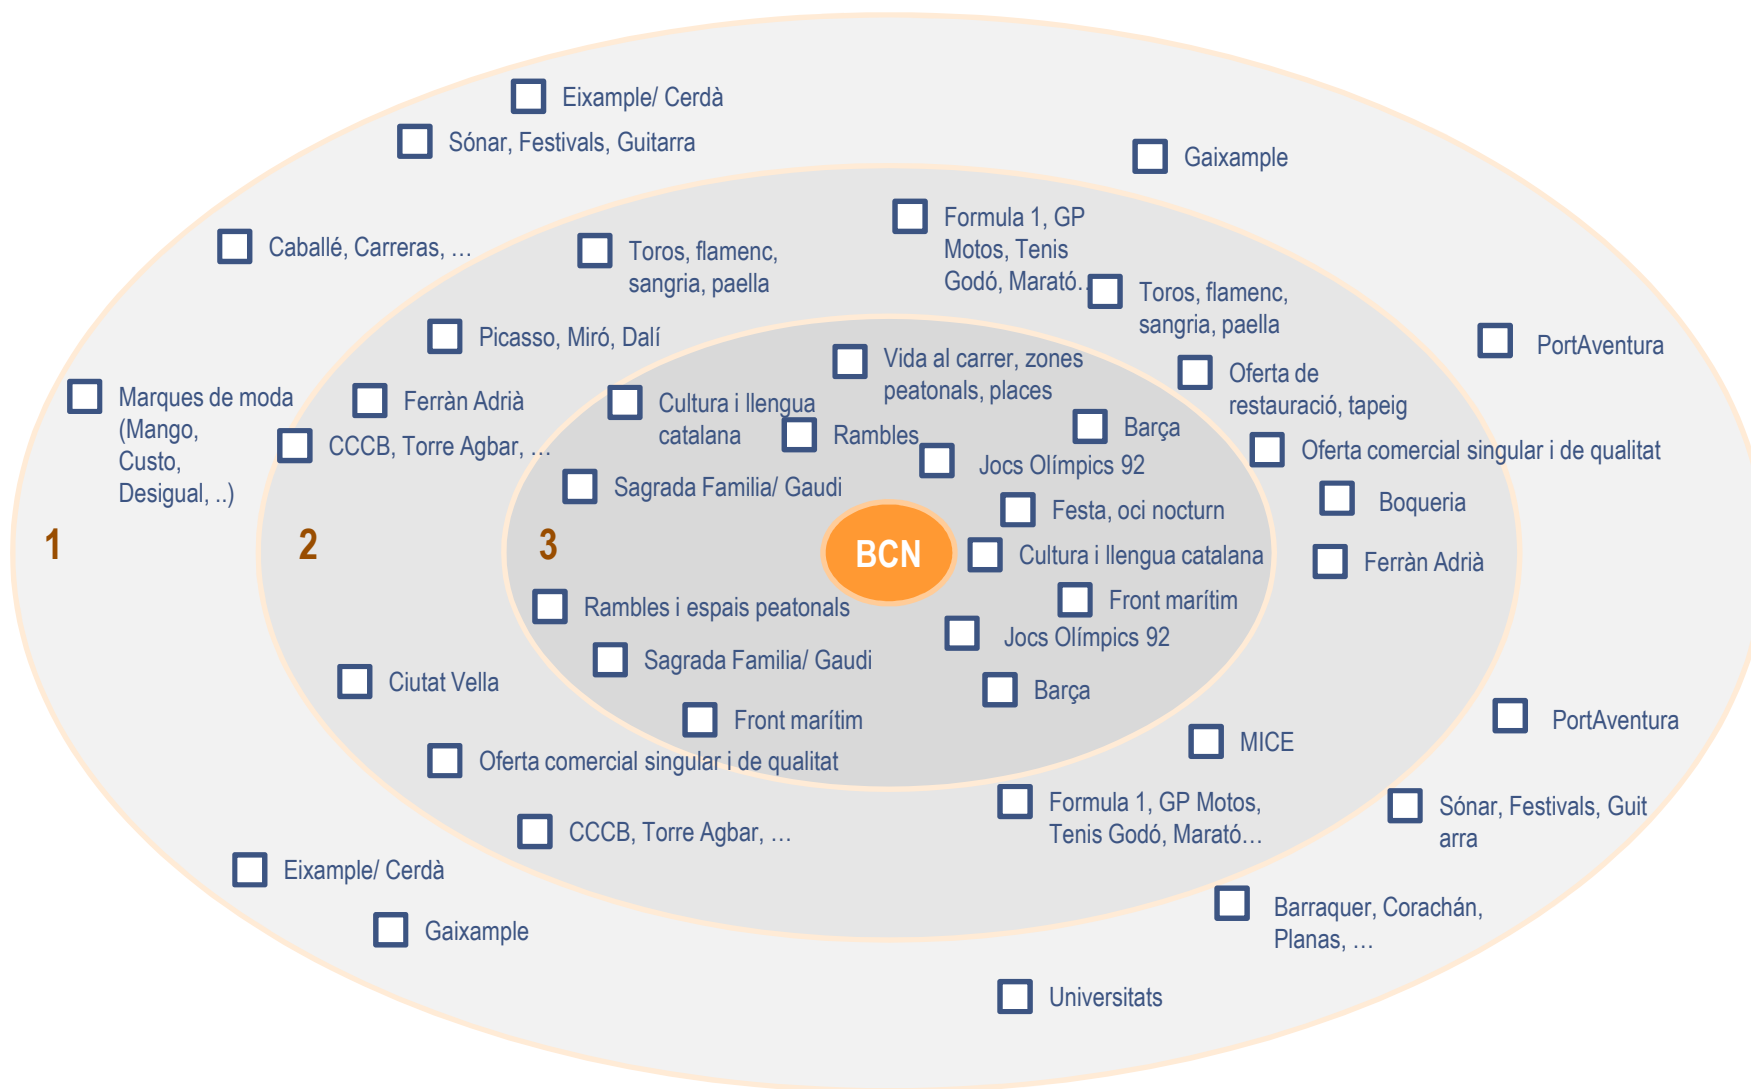 Eixample/ Cerdà
Sónar, Festivals, Guitarra
Gaixample
Formula 1, GP
Motos, Tenis
Godó, Marató…
Caballé, Carreras, …
Toros, flamenc,
sangria, paella
Toros, flamenc,
sangria, paella
Picasso, Miró, Dalí
PortAventura
Vida al carrer, zones
peatonals, places
Oferta de
restauració, tapeig
Marques de moda
(Mango,
Custo,
Desigual, ..)
Ferràn Adrià
Cultura i llengua
catalana
Rambles
Barça
CCCB, Torre Agbar, …
Jocs Olímpics 92
Oferta comercial singular i de qualitat
Sagrada Familia/ Gaudi
Festa, oci nocturn
Boqueria
1
2
3
BCN
Cultura i llengua catalana
Ferràn Adrià
Rambles i espais peatonals
Front marítim
Jocs Olímpics 92
Sagrada Familia/ Gaudi
Ciutat Vella
Barça
Front marítim
PortAventura
MICE
Oferta comercial singular i de qualitat
Formula 1, GP Motos,
Tenis Godó, Marató…
Sónar, Festivals, Guit
arra
CCCB, Torre Agbar, …
Eixample/ Cerdà
Barraquer, Corachán,
Planas, …
Gaixample
Universitats